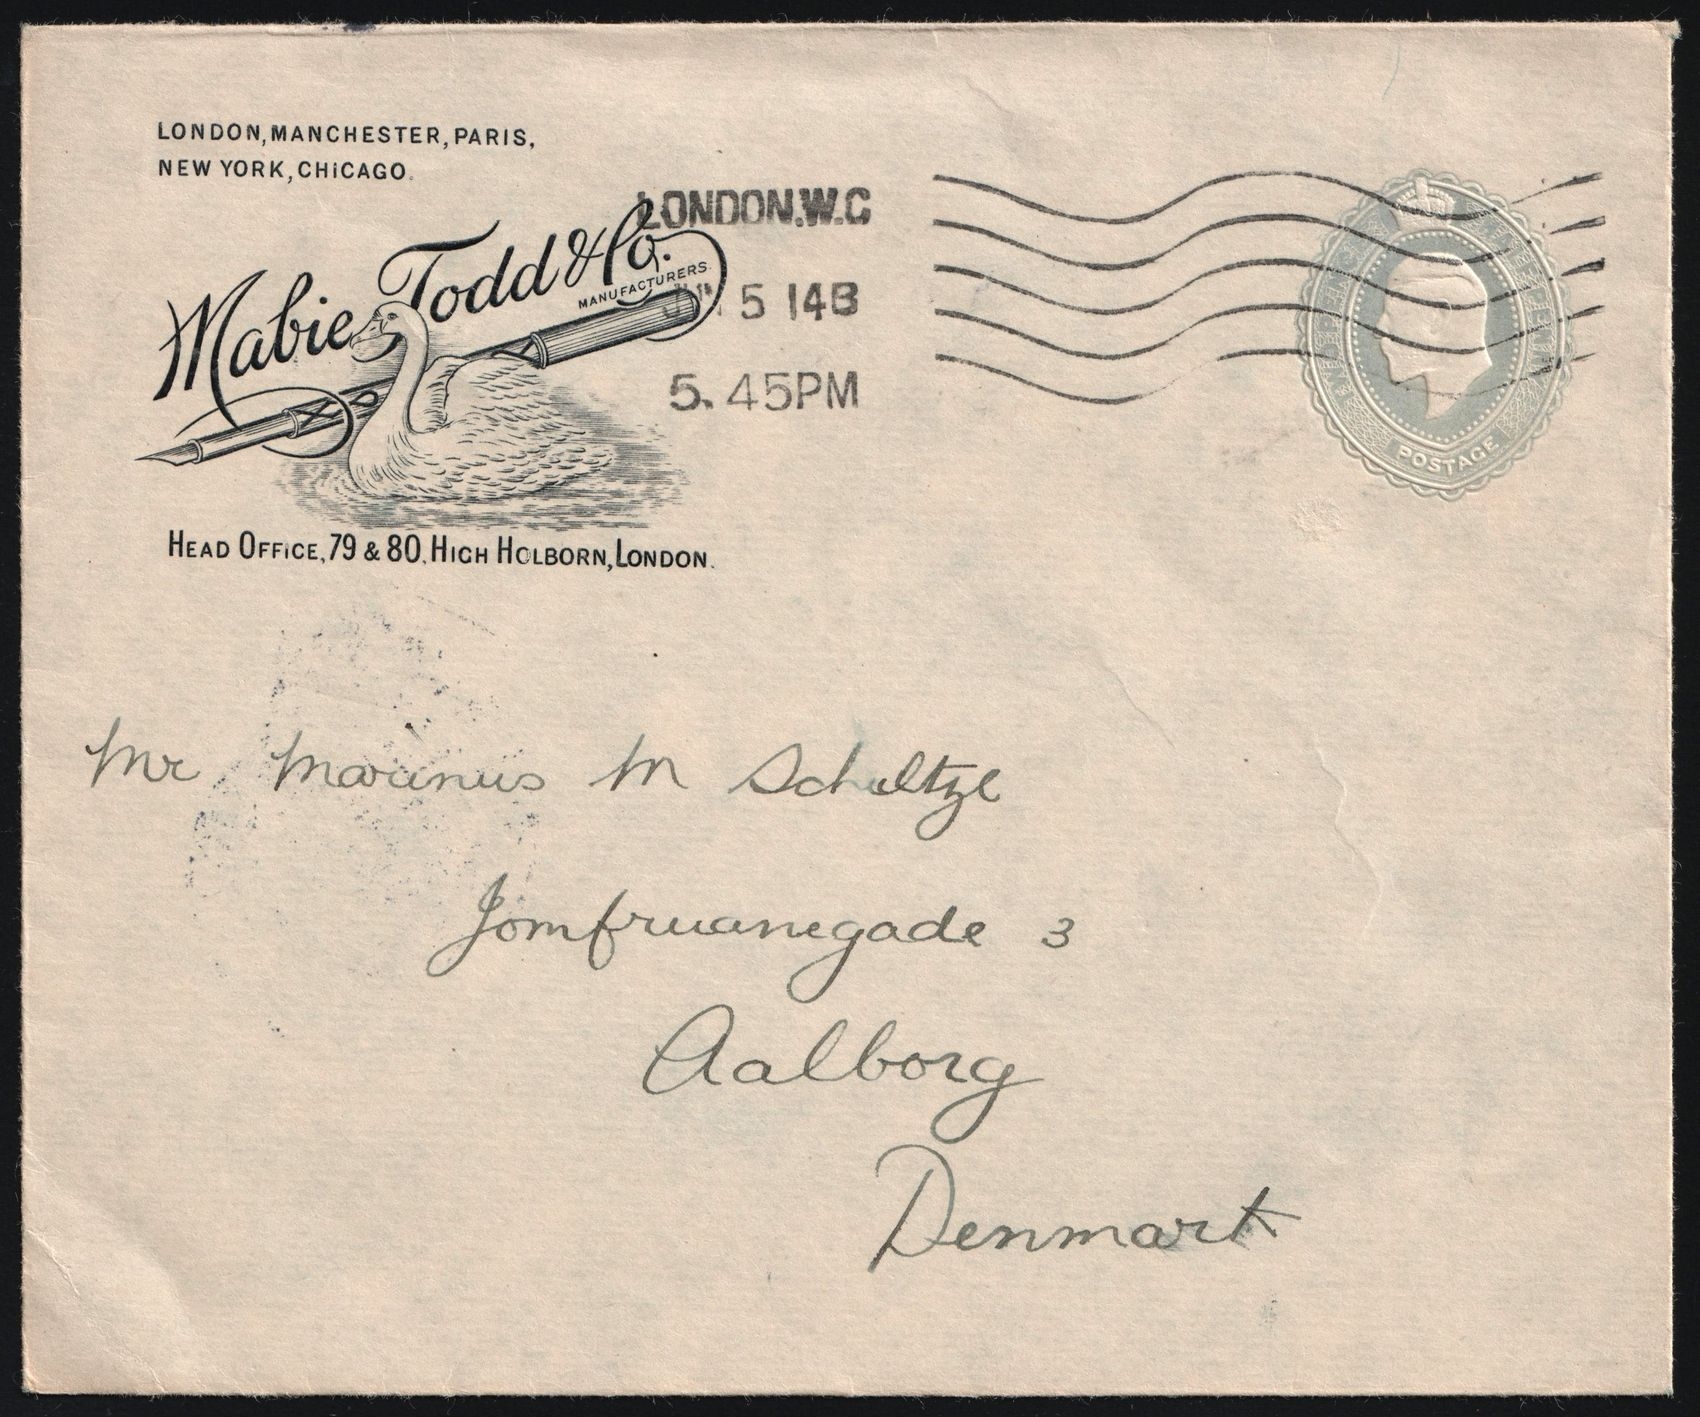 LONDON, MANCHESTER, PARIS,
NEW YORK, CHICAGO.
Mabie Todd & Co.
MANUFACTURERS.
HEAD OFFICE, 79 & 80, HIGH HOLBORN, LONDON.
LONDON.W.C
5 14B
5.45PM
POSTAGE
Mr Marinus M Schultze
Jomfruanegade 3
Aalborg
Denmark